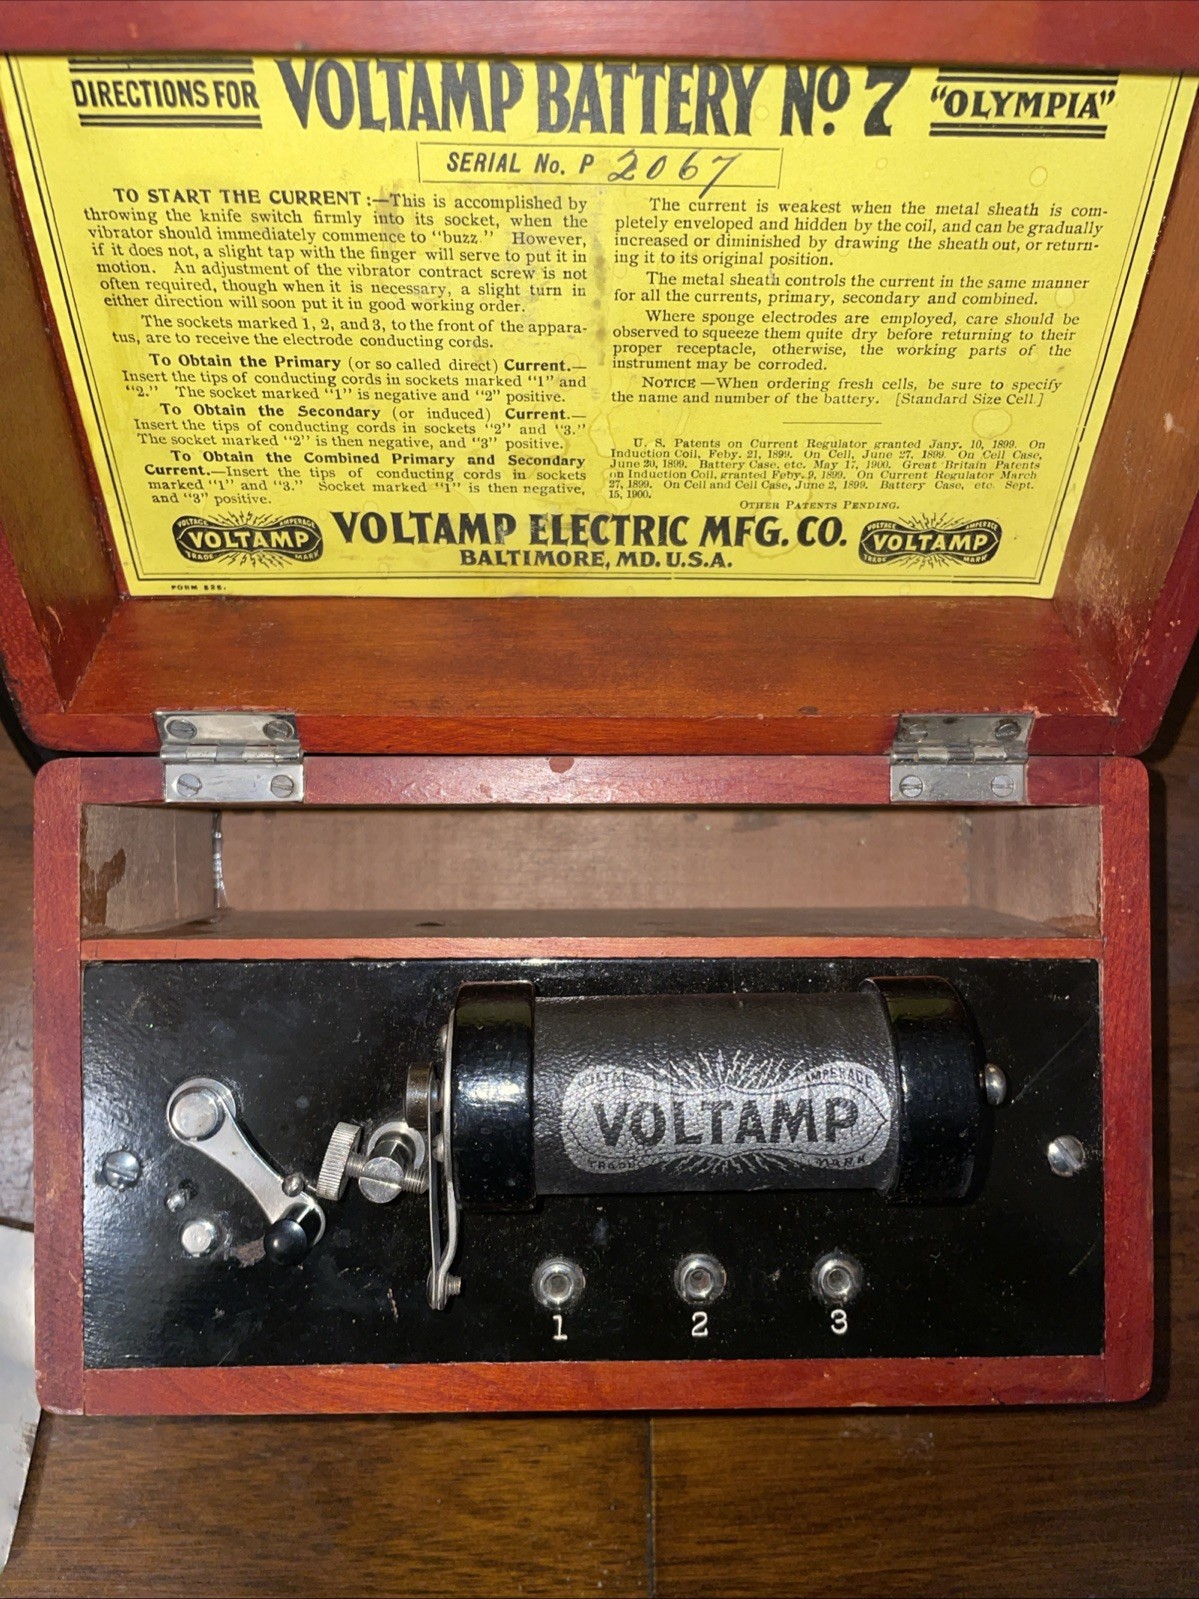 DIRECTIONS FOR
VOLTAMP BATTERY No. 7
"OLYMPIA"
SERIAL No. P 2067
TO START THE CURRENT:—This is accomplished by
throwing the knife switch firmly into its socket, when the
vibrator should immediately commence to "buzz." However,
if it does not, a slight tap with the finger will serve to put it in
motion. An adjustment of the vibrator contract screw is not
often required, though when it is necessary, a slight turn in
either direction will soon put it in good working order.
The sockets marked 1, 2, and 3, to the front of the appara-
tus, are to receive the electrode conducting cords.
To Obtain the Primary (or so called direct) Current.—
Insert the tips of conducting cords in sockets marked "1" and
"2." The socket marked "1" is negative and "2" positive.
To Obtain the Secondary (or induced) Current.—
Insert the tips of conducting cords in sockets "2" and "3."
The socket marked "2" is then negative, and "3" positive.
To Obtain the Combined Primary and Secondary
Current.—Insert the tips of conducting cords in sockets
marked "1" and "3." Socket marked "1" is then negative,
and "3" positive.
The current is weakest when the metal sheath is com-
pletely enveloped and hidden by the coil, and can be gradually
increased or diminished by drawing the sheath out, or return-
ing it to its original position.
The metal sheath controls the current in the same manner
for all the currents, primary, secondary and combined.
Where sponge electrodes are employed, care should be
observed to squeeze them quite dry before returning to their
proper receptacle, otherwise, the working parts of the
instrument may be corroded.
NOTICE—When ordering fresh cells, be sure to specify
the name and number of the battery. [Standard Size Cell.]
U. S. Patents on Current Regulator granted Jany. 10, 1899. On
Induction Coil, Feby. 21, 1899. On Cell, June 27, 1899. On Cell Case,
June 20, 1899. Battery Case, etc. May 17, 1900. Great Britain Patents
on Induction Coil, granted Feby. 9, 1899. On Current Regulator March
27, 1899. On Cell and Cell Case, June 2, 1899. Battery Case, etc. Sept.
15, 1900.
OTHER PATENTS PENDING.
VOLTAGE AMPERAGE
VOLTAMP
TRADE MARK
VOLTAMP ELECTRIC MFG. CO.
BALTIMORE, MD. U.S.A.
VOLTAGE AMPERAGE
VOLTAMP
TRADE MARK
FORM 626.
VOLTAGE AMPERAGE
VOLTAMP
TRADE MARK
1 2 3